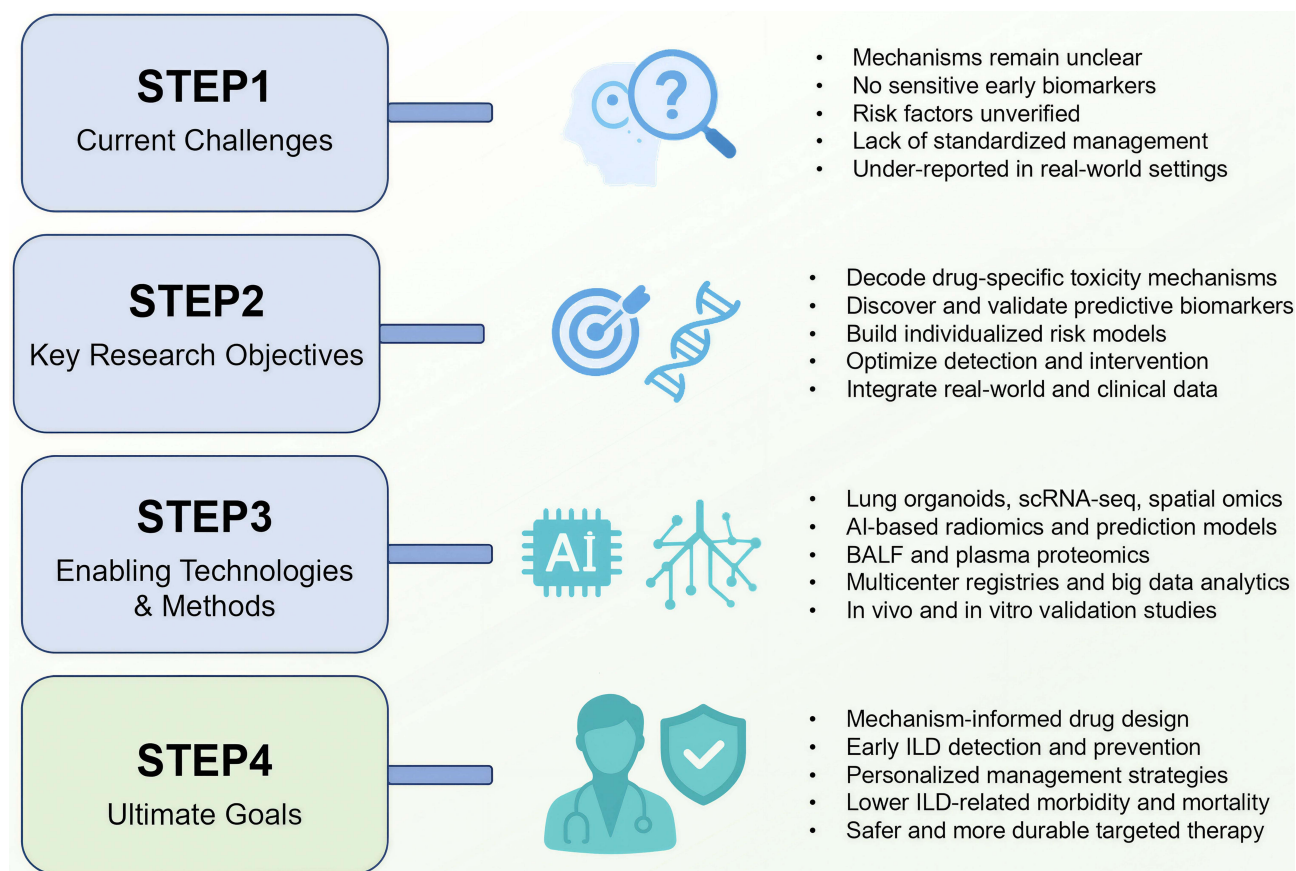 STEP1
Current Challenges
?
• Mechanisms remain unclear
• No sensitive early biomarkers
• Risk factors unverified
• Lack of standardized management
• Under-reported in real-world settings
STEP2
Key Research Objectives
• Decode drug-specific toxicity mechanisms
• Discover and validate predictive biomarkers
• Build individualized risk models
• Optimize detection and intervention
• Integrate real-world and clinical data
STEP3
Enabling Technologies
& Methods
AI
• Lung organoids, scRNA-seq, spatial omics
• AI-based radiomics and prediction models
• BALF and plasma proteomics
• Multicenter registries and big data analytics
• In vivo and in vitro validation studies
STEP4
Ultimate Goals
• Mechanism-informed drug design
• Early ILD detection and prevention
• Personalized management strategies
• Lower ILD-related morbidity and mortality
• Safer and more durable targeted therapy